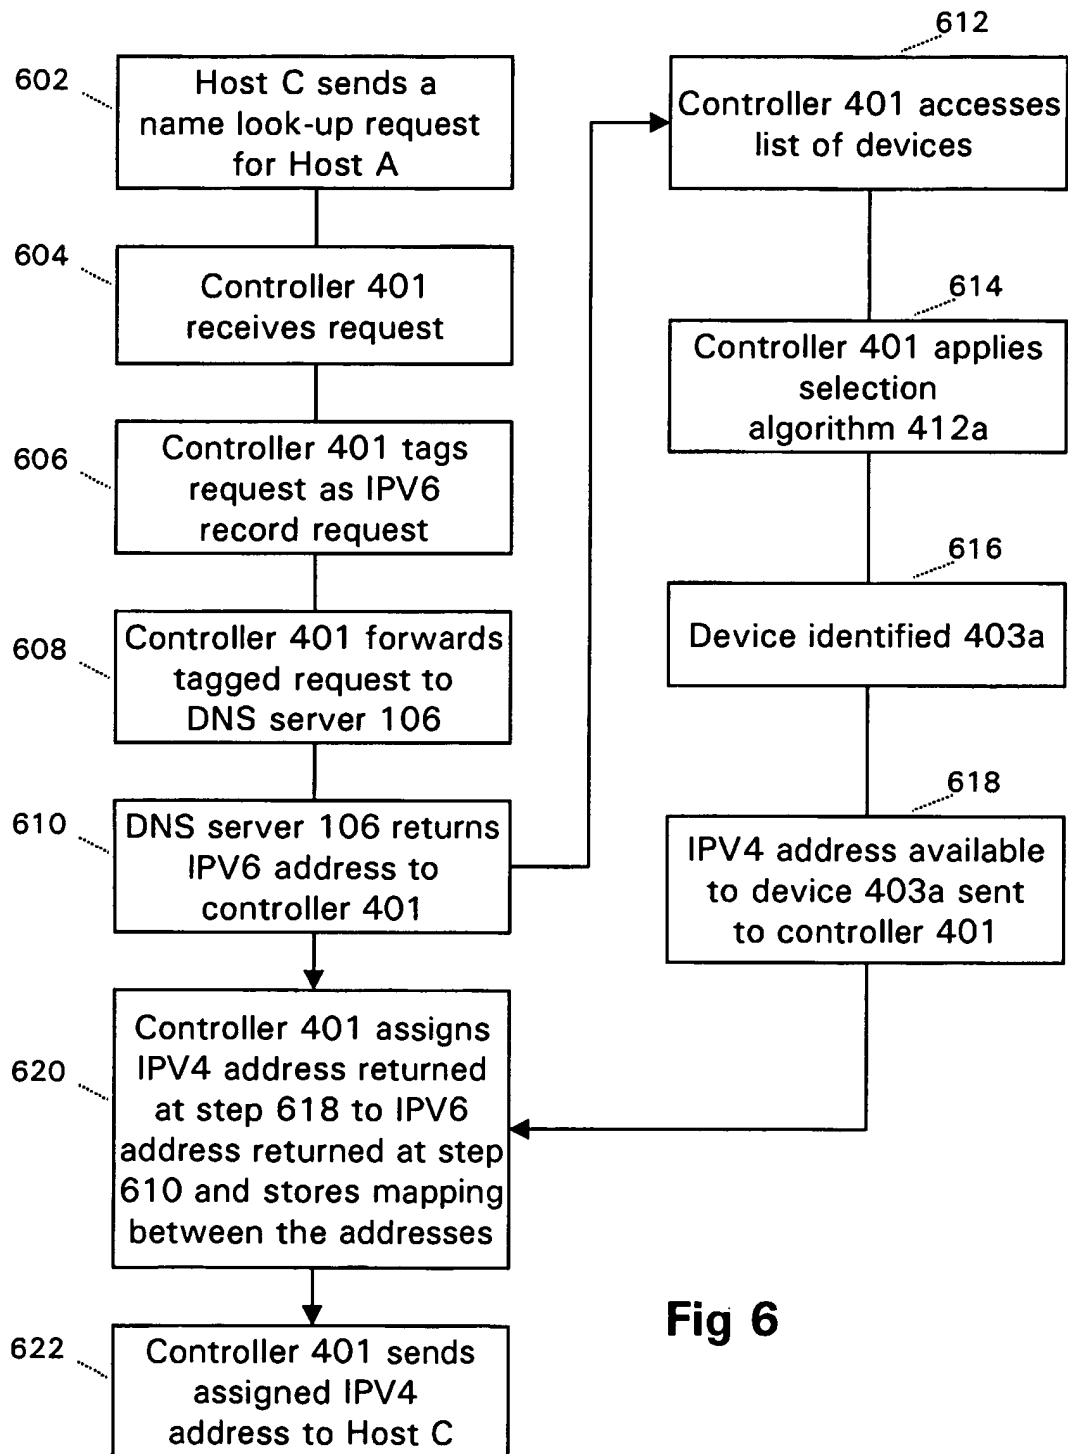 602
Host C sends a
name look-up request
for Host A
604
Controller 401
receives request
606
Controller 401 tags
request as IPV6
record request
608
Controller 401 forwards
tagged request to
DNS server 106
610
DNS server 106 returns
IPV6 address to
controller 401
612
Controller 401 accesses
list of devices
614
Controller 401 applies
selection
algorithm 412a
616
Device identified 403a
618
IPV4 address available
to device 403a sent
to controller 401
620
Controller 401 assigns
IPV4 address returned
at step 618 to IPV6
address returned at step
610 and stores mapping
between the addresses
622
Controller 401 sends
assigned IPV4
address to Host C
Fig 6